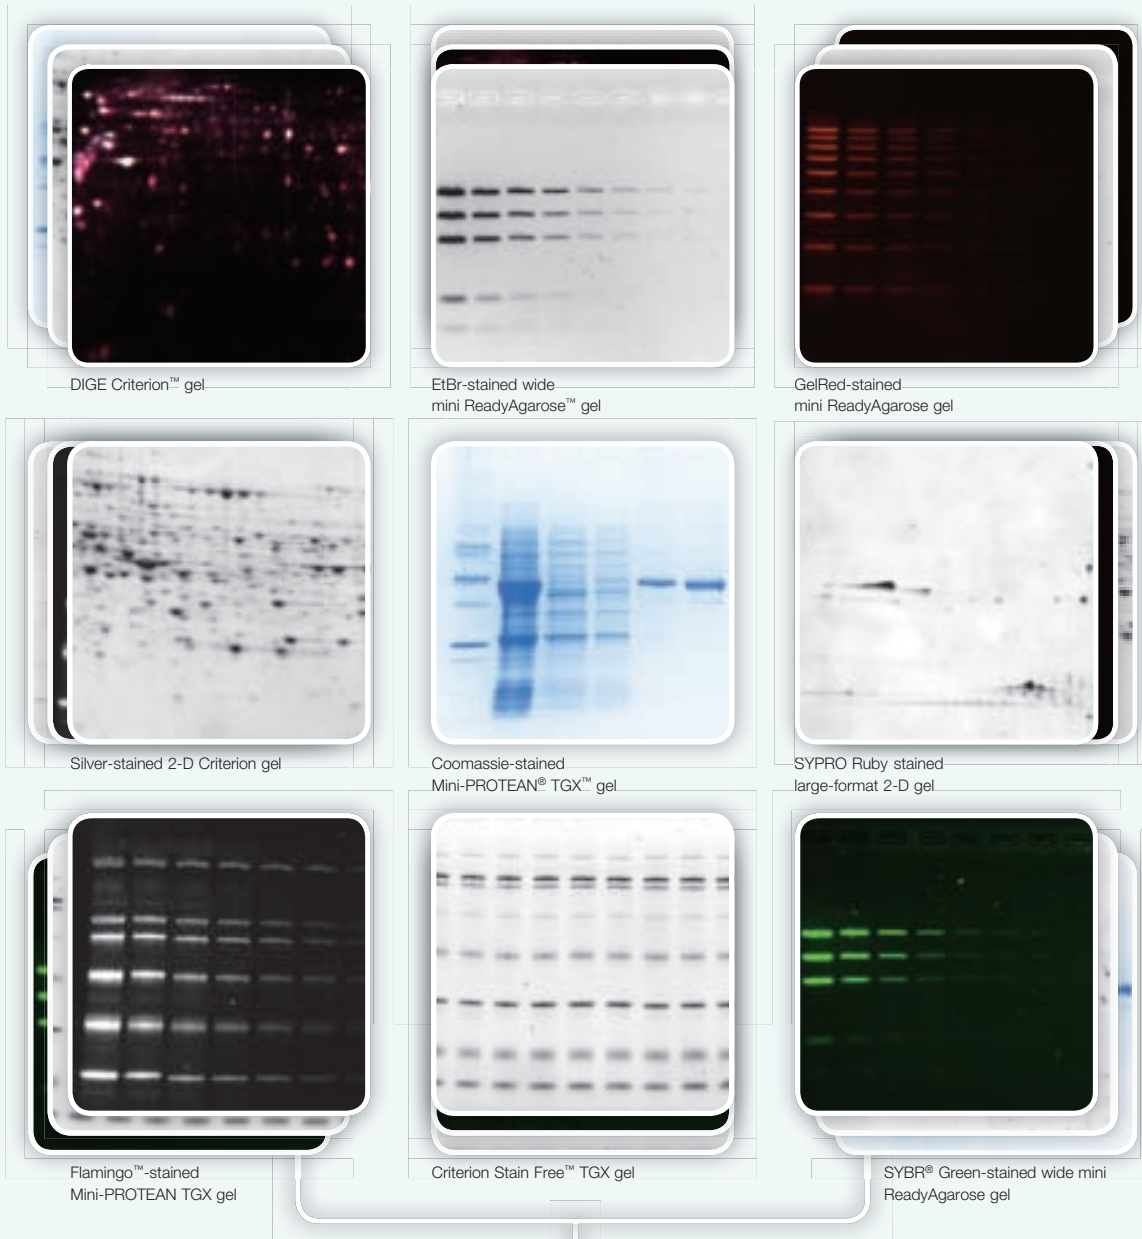 DIGE Criterion™ gel
EtBr-stained wide
mini ReadyAgarose™ gel
GelRed-stained
mini ReadyAgarose gel
Silver-stained 2-D Criterion gel
Coomassie-stained
Mini-PROTEAN® TGX™ gel
SYPRO Ruby stained
large-format 2-D gel
Flamingo™-stained
Mini-PROTEAN TGX gel
Criterion Stain Free™ TGX gel
SYBR® Green-stained wide mini
ReadyAgarose gel